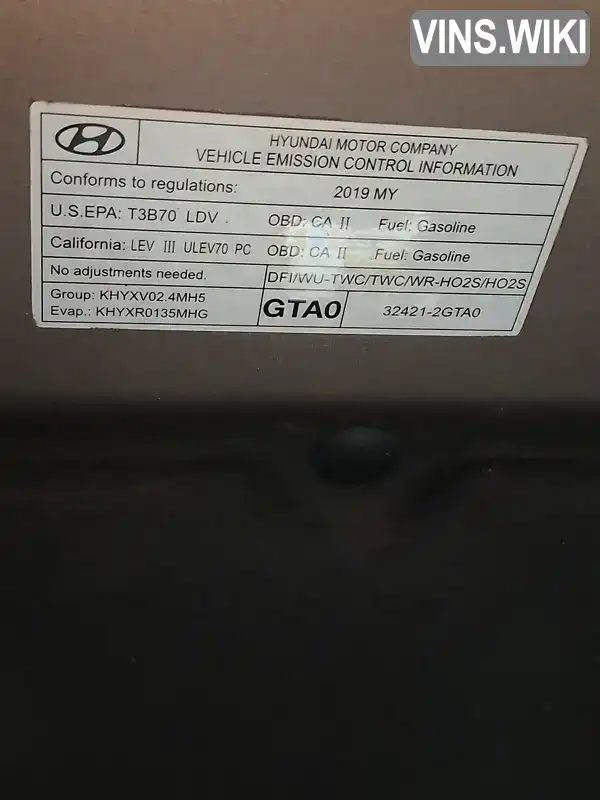 VINS.WIKI
HYUNDAI MOTOR COMPANY
VEHICLE EMISSION CONTROL INFORMATION
Conforms to regulations: 2019 MY
U.S.EPA: T3B70 LDV OBD: CA II Fuel: Gasoline
California: LEV III ULEV70 PC OBD: CA II Fuel: Gasoline
No adjustments needed. DFI/WU-TWC/TWC/WR-HO2S/HO2S
Group: KHYXV02.4MH5
Evap.: KHYXR0135MHG
GTA0 32421-2GTA0